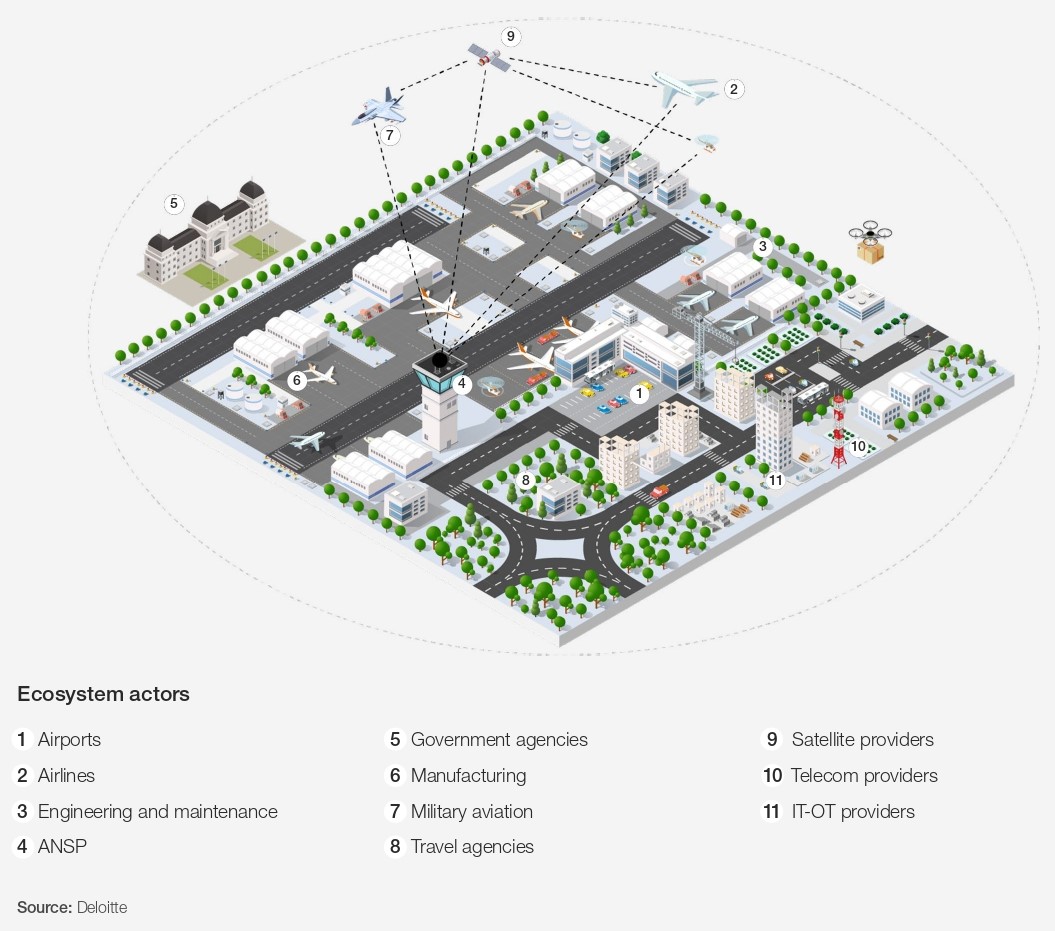 9
2
7
5
3
6
4
1
10
8
11
Ecosystem actors
1 Airports
2 Airlines
3 Engineering and maintenance
4 ANSP
5 Government agencies
6 Manufacturing
7 Military aviation
8 Travel agencies
9 Satellite providers
10 Telecom providers
11 IT-OT providers
Source: Deloitte